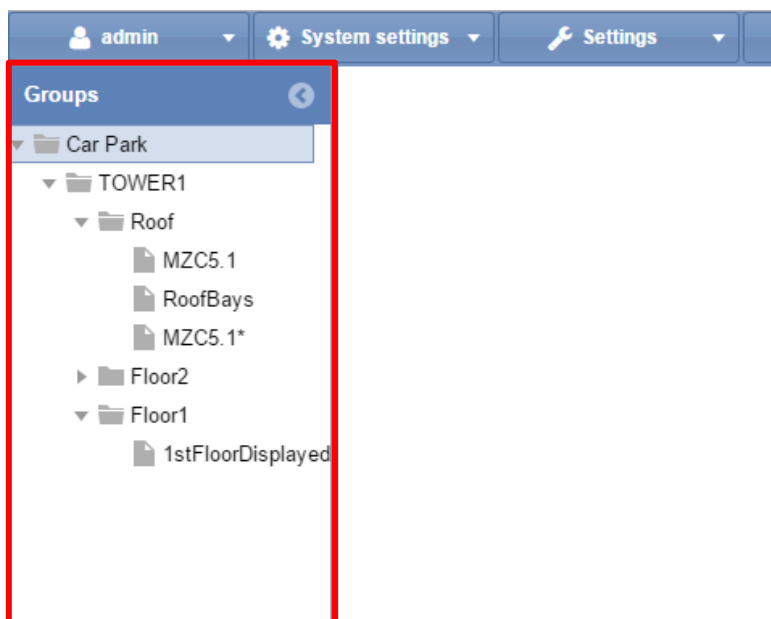 admin System settings Settings
Groups
Car Park
TOWER1
Roof
MZC5.1
RoofBays
MZC5.1*
Floor2
Floor1
1stFloorDisplayed